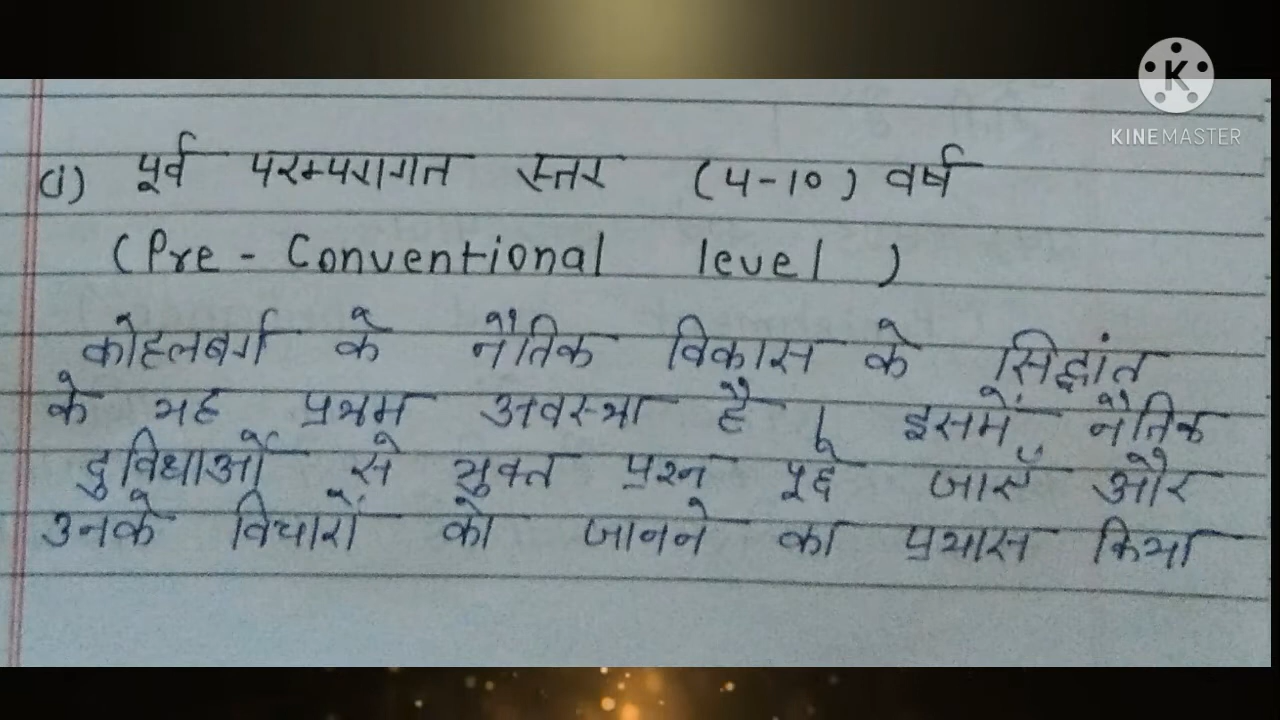 (1) पूर्व परम्परागत स्तर (4-10) वर्ष
(Pre - Conventional level)
कोहलबर्ग के नैतिक विकास के सिद्धांत
के यह प्रथम अवस्था है। इसमें नैतिक
दुविधाओं से युक्त प्रश्न पूछे जाएँ और
उनके विचारों को जानने का प्रयास किया
K
KINEMASTER